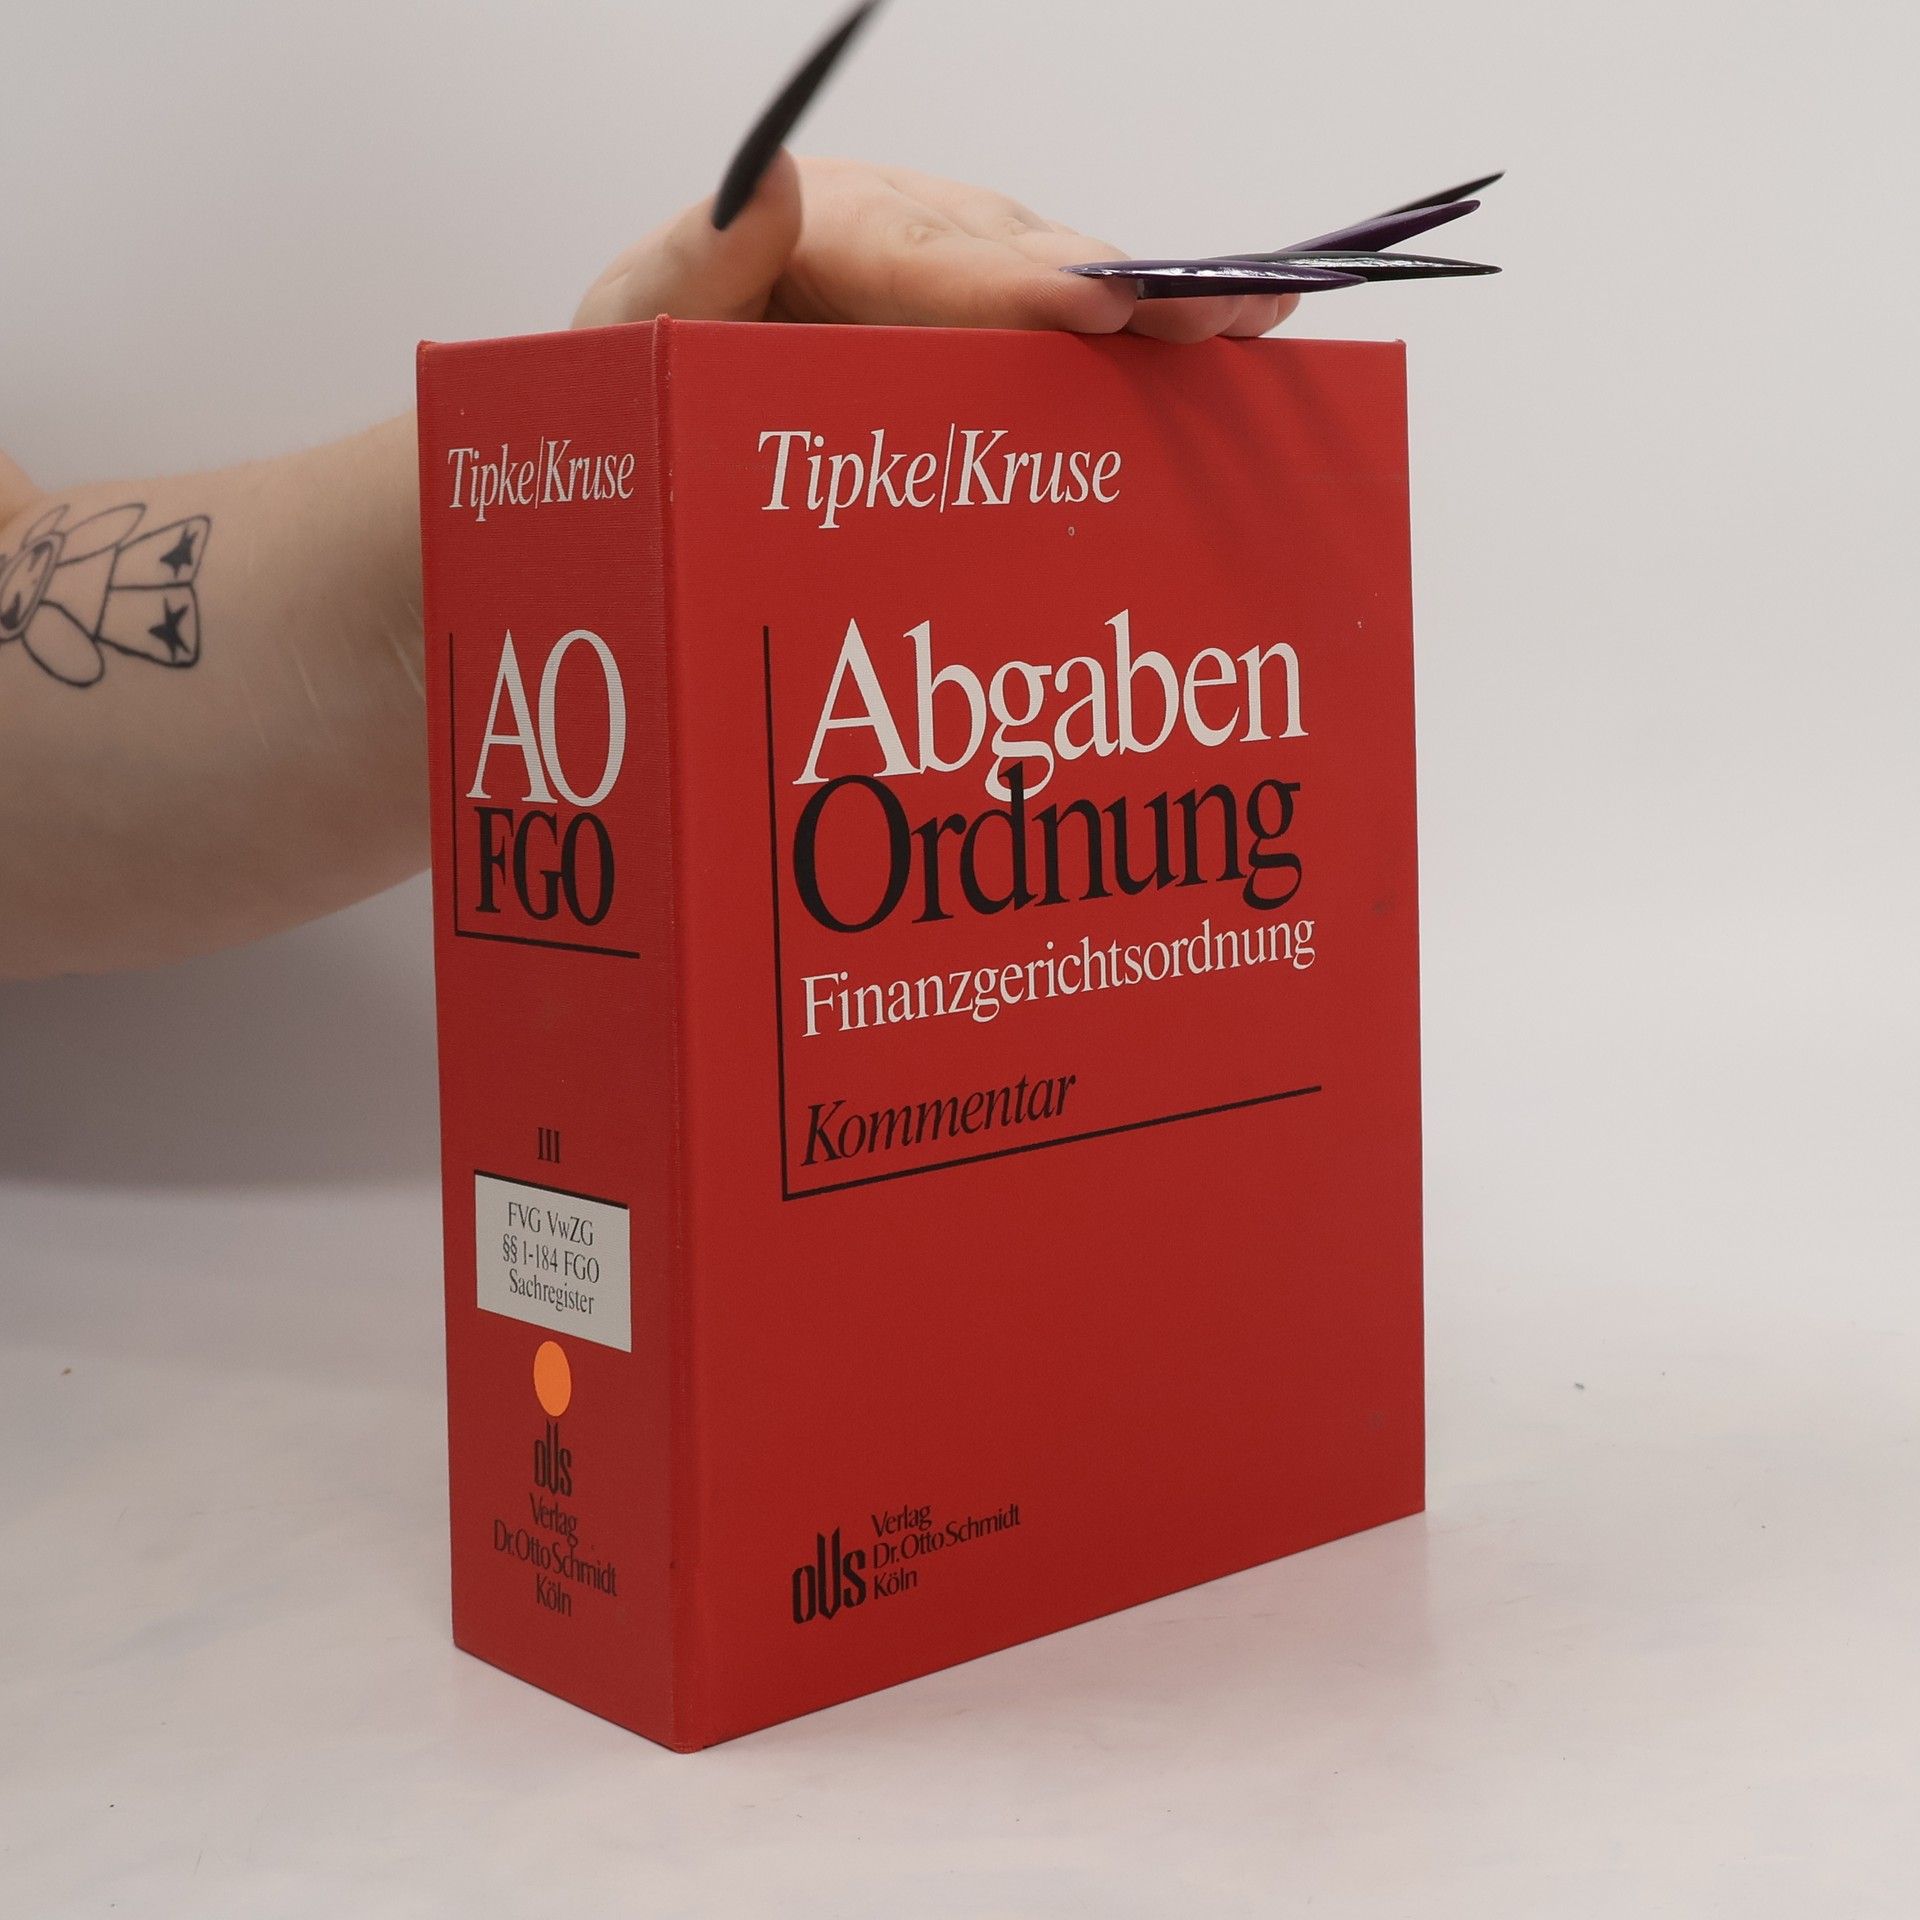 Tipke/Kruse
AO
FGO
III
FVG VwZG
§§ 1-184 FGO
Sachregister
oVs
Verlag
Dr. Otto Schmidt
Köln
Tipke/Kruse
Abgaben
Ordnung
Finanzgerichtsordnung
Kommentar
oVs
Verlag
Dr. Otto Schmidt
Köln